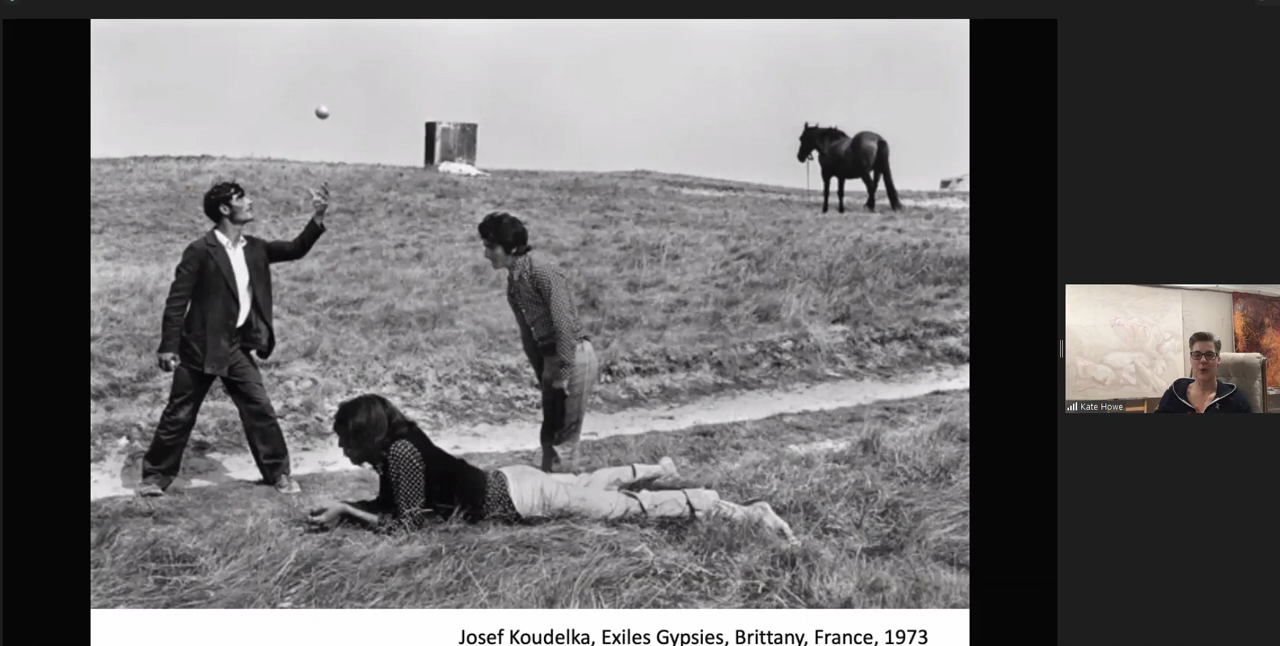 Kate Howe
Josef Koudelka, Exiles Gypsies, Brittany, France, 1973